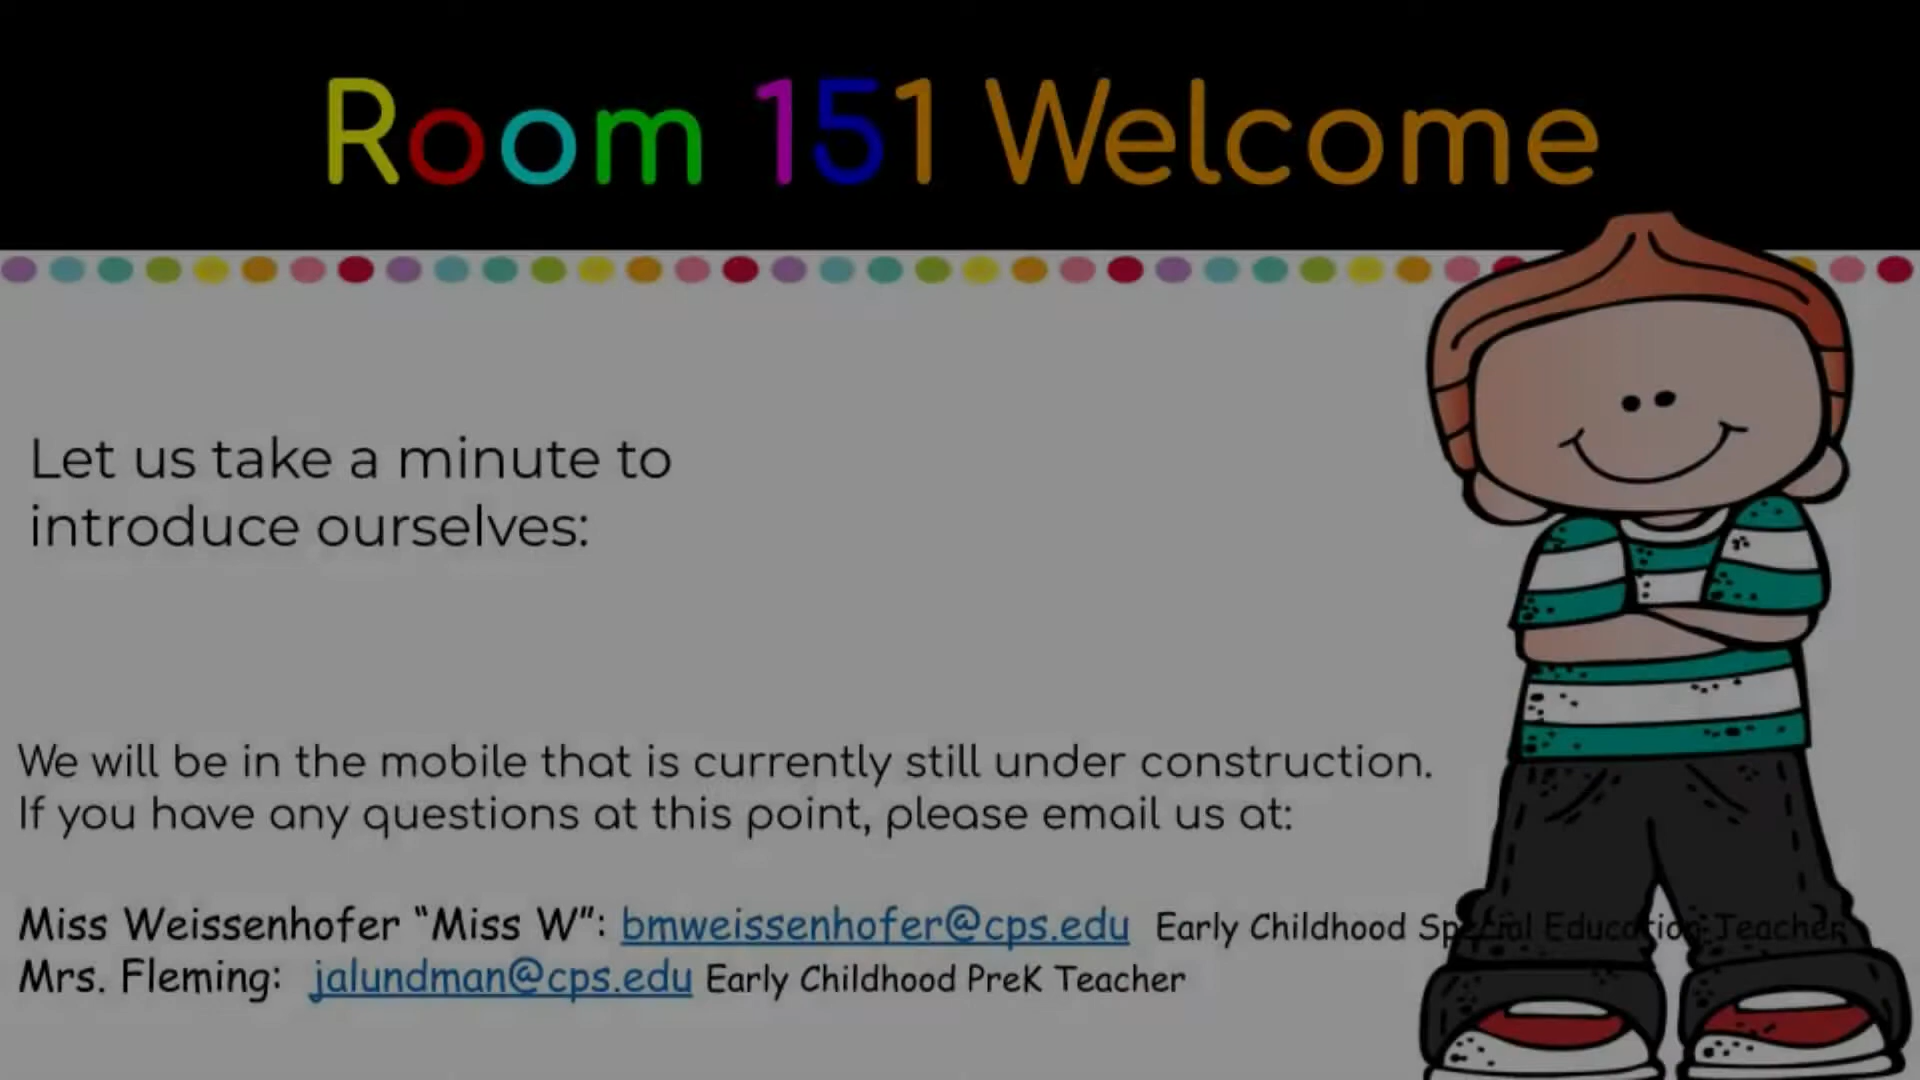 Room 151 Welcome
Let us take a minute to
introduce ourselves:
We will be in the mobile that is currently still under construction.
If you have any questions at this point, please email us at:
Miss Weissenhofer “Miss W”: bmweissenhofer@cps.edu Early Childhood Special Education Teacher
Mrs. Fleming: jalundman@cps.edu Early Childhood PreK Teacher